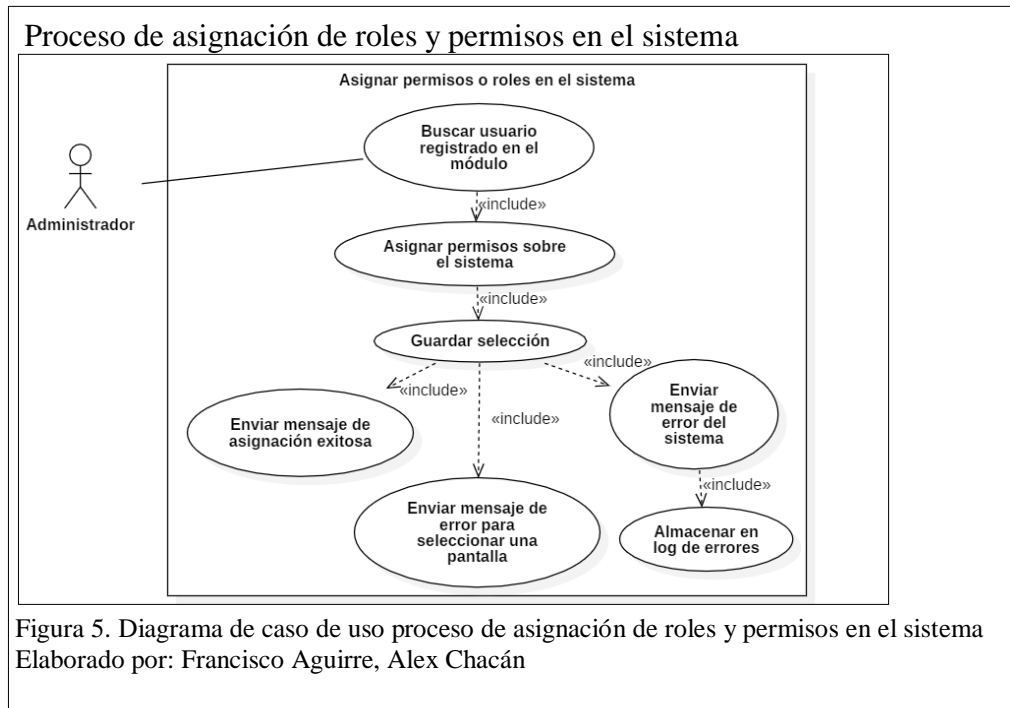 Proceso de asignación de roles y permisos en el sistema
Asignar permisos o roles en el sistema
Buscar usuario
registrado en el
módulo
Administrador
«include»
Asignar permisos sobre
el sistema
«include»
Guardar selección
«include»
«include»
«include»
Enviar mensaje de
asignación exitosa
Enviar
mensaje de
error del
sistema
«include»
Enviar mensaje de
error para
seleccionar una
pantalla
Almacenar en
log de errores
Figura 5. Diagrama de caso de uso proceso de asignación de roles y permisos en el sistema
Elaborado por: Francisco Aguirre, Alex Chacán